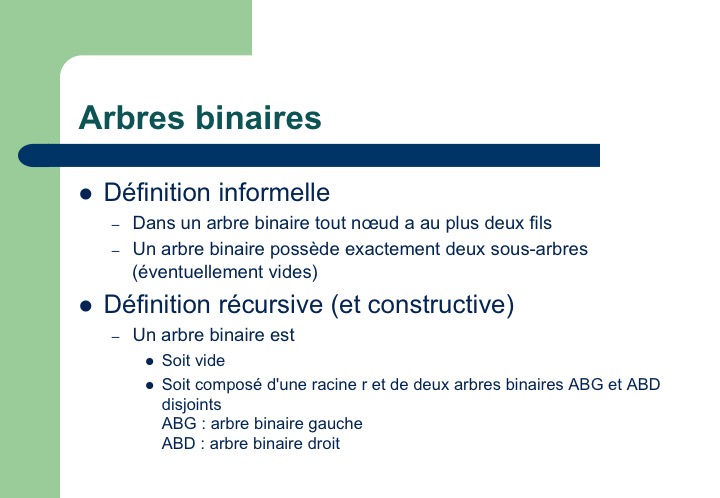 Arbres binaires
Définition informelle
– Dans un arbre binaire tout nœud a au plus deux fils
– Un arbre binaire possède exactement deux sous-arbres
(éventuellement vides)
Définition récursive (et constructive)
– Un arbre binaire est
Soit vide
Soit composé d'une racine r et de deux arbres binaires ABG et ABD
disjoints
ABG : arbre binaire gauche
ABD : arbre binaire droit